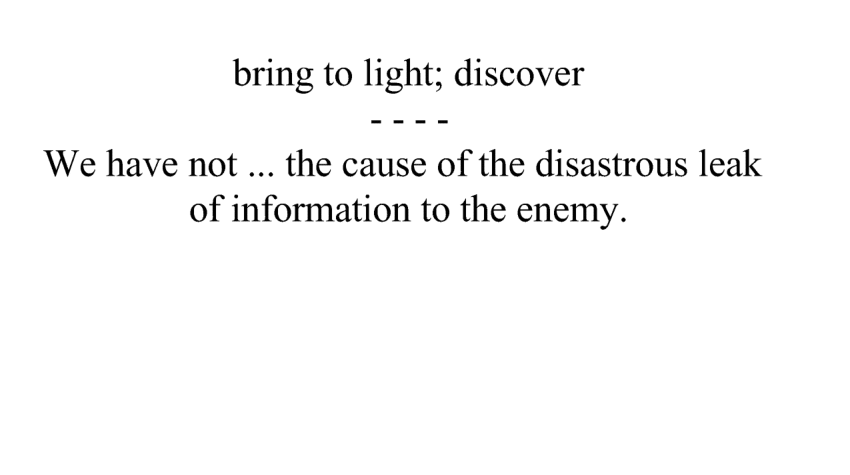 bring to light; discover
- - - -
We have not ... the cause of the disastrous leak
of information to the enemy.